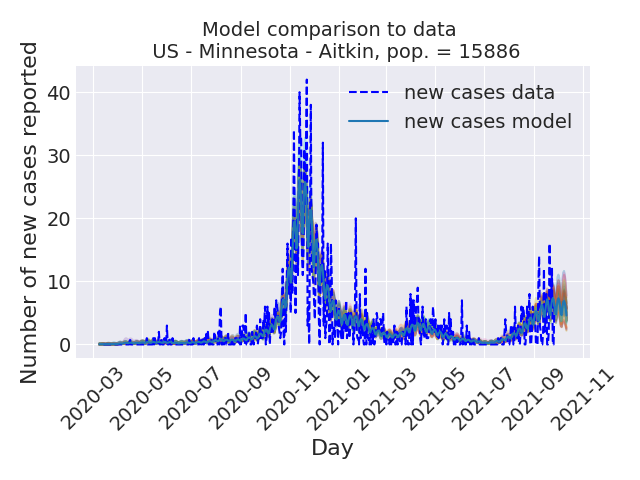 Model comparison to data
US - Minnesota - Aitkin, pop. = 15886
Number of new cases reported
40
30
20
10
0
new cases data
new cases model
2020-03
2020-05
2020-07
2020-09
2020-11
2021-01
2021-03
2021-05
2021-07
2021-09
2021-11
Day